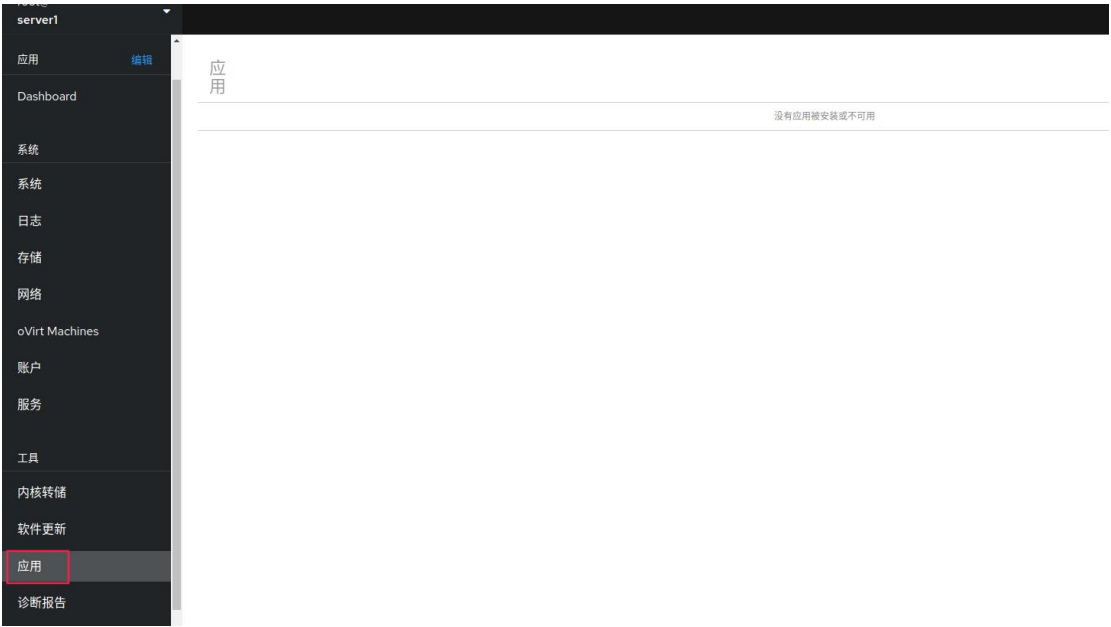 server1
应用 编辑
Dashboard
系统
系统
日志
存储
网络
oVirt Machines
账户
服务
工具
内核转储
软件更新
应用
诊断报告
应
用
没有应用被安装或不可用